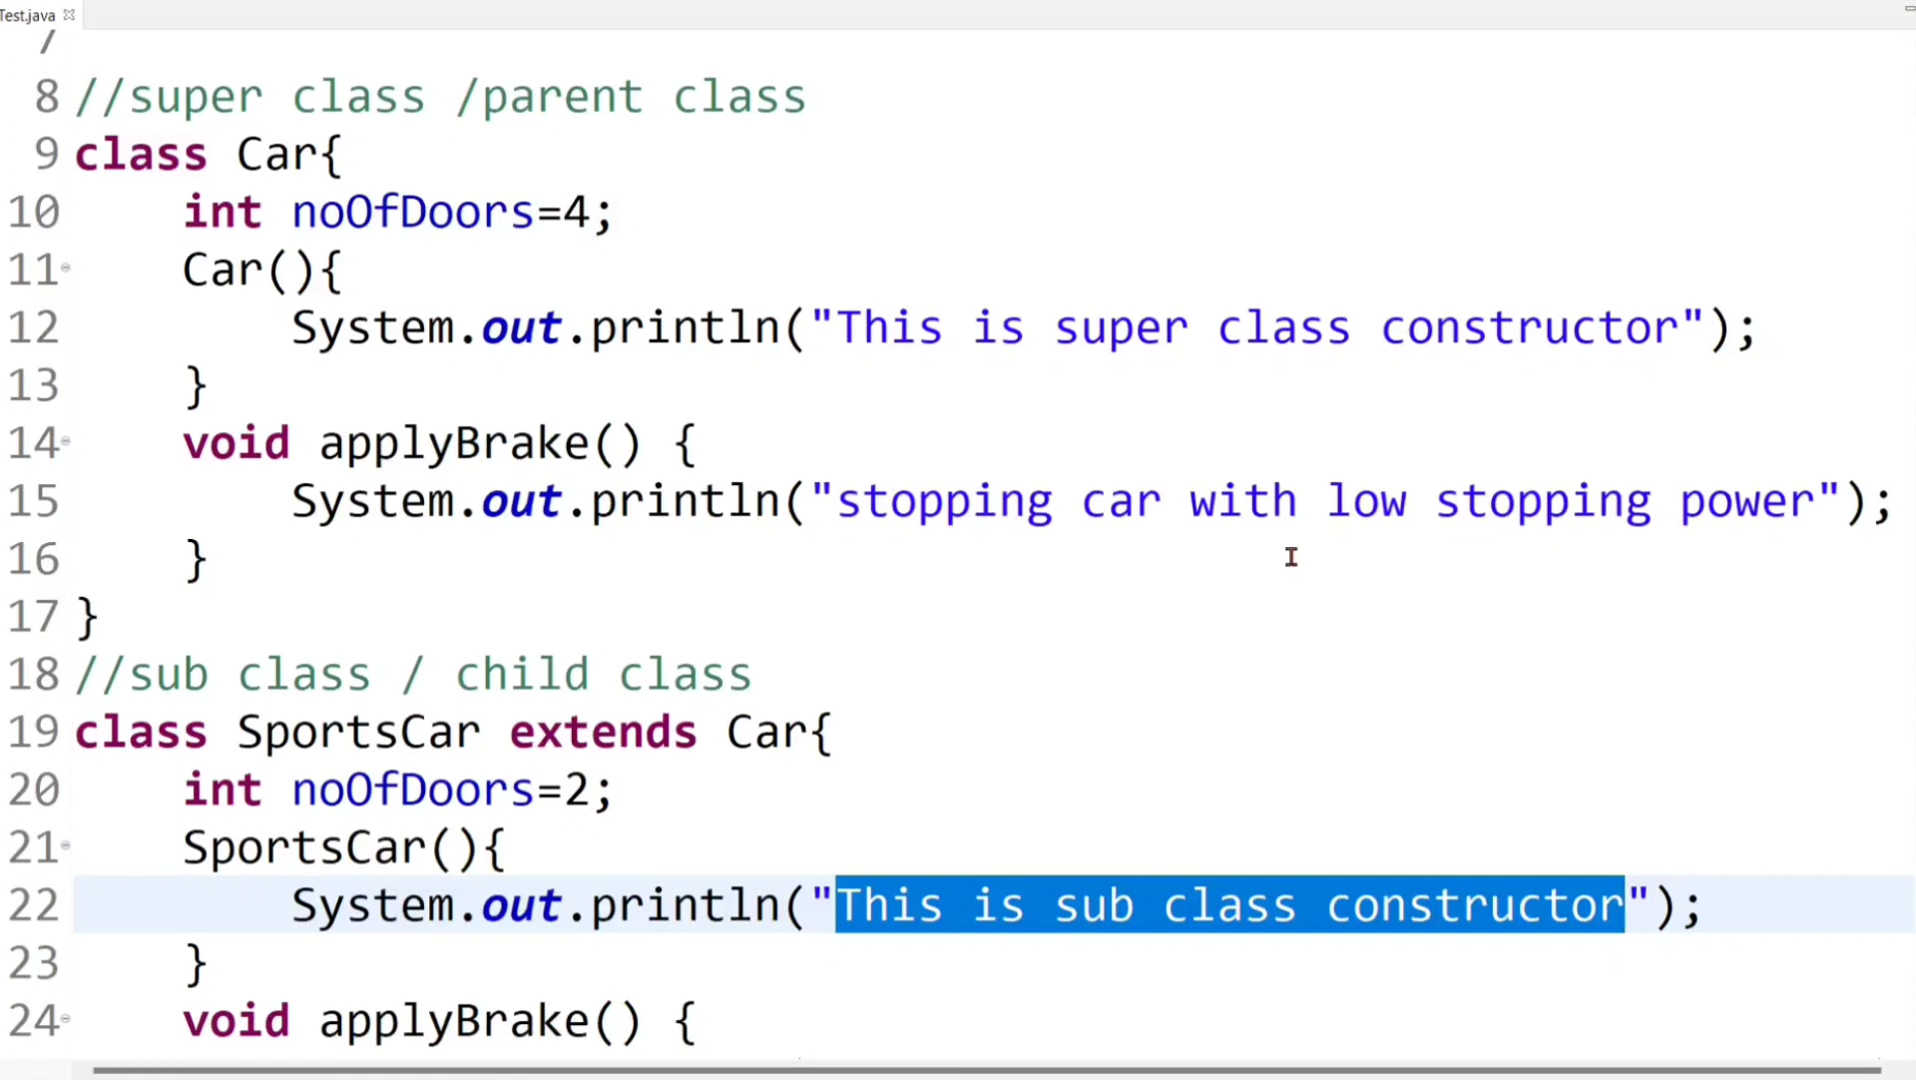 Test.java
7
8 //super class /parent class
9 class Car{
10 int noOfDoors=4;
11 Car(){
12 System.out.println("This is super class constructor");
13 }
14 void applyBrake() {
15 System.out.println("stopping car with low stopping power");
16 }
17 }
18 //sub class / child class
19 class SportsCar extends Car{
20 int noOfDoors=2;
21 SportsCar(){
22 System.out.println("This is sub class constructor");
23 }
24 void applyBrake() {